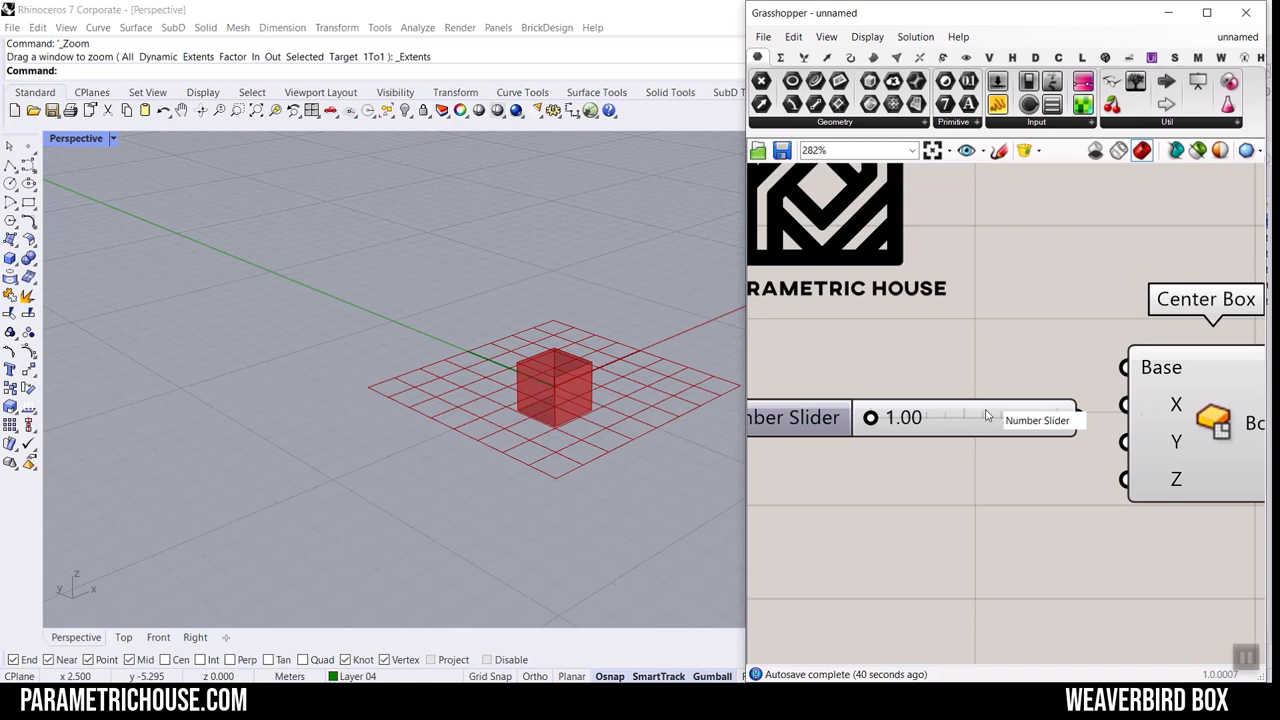 Rhinoceros 7 Corporate - [Perspective]
File Edit View Curve Surface SubD Solid Mesh Dimension Transform Tools Analyze Render Panels BrickDesign Help
Command: '_Zoom
Drag a window to zoom ( All Dynamic Extents Factor In Out Selected Target 1To1 ): _Extents
Command:
Standard CPlanes Set View Display Select Viewport Layout Visibility Transform Curve Tools Surface Tools Solid Tools SubD T
Perspective
z
y x
Perspective Top Front Right
End Near Point Mid Cen Int Perp Tan Quad Knot Vertex Project Disable
CPlane x 2.500 y -5.295 z 0.000 Meters Layer 04 Grid Snap Ortho Planar Osnap SmartTrack Gumball
Grasshopper - unnamed
File Edit View Display Solution Help unnamed
V H D C L U S M W H
Geometry Primitive Input Util
282%
RAMETRIC HOUSE
Center Box
Base
X
Y
Z
Bo
mber Slider 1.00
Number Slider
Autosave complete (40 seconds ago) 1.0.0007
PARAMETRICHOUSE.COM
WEAVERBIRD BOX